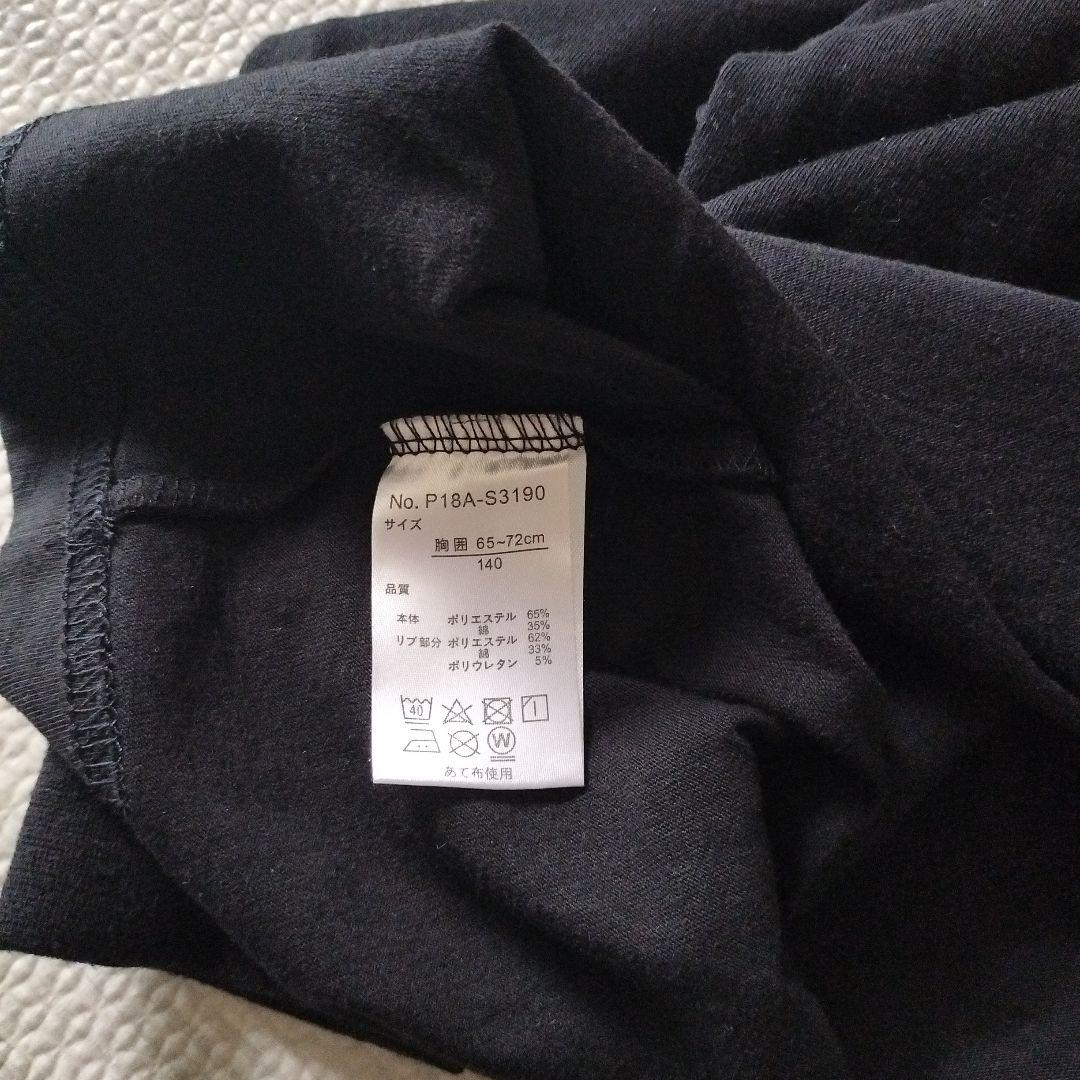 No. P18A-S3190
サイズ
胸囲 65~72cm
140
品質
本体 ポリエステル 65%
綿 35%
リブ部分 ポリエステル 62%
綿 33%
ポリウレタン 5%
40
W
あて布使用